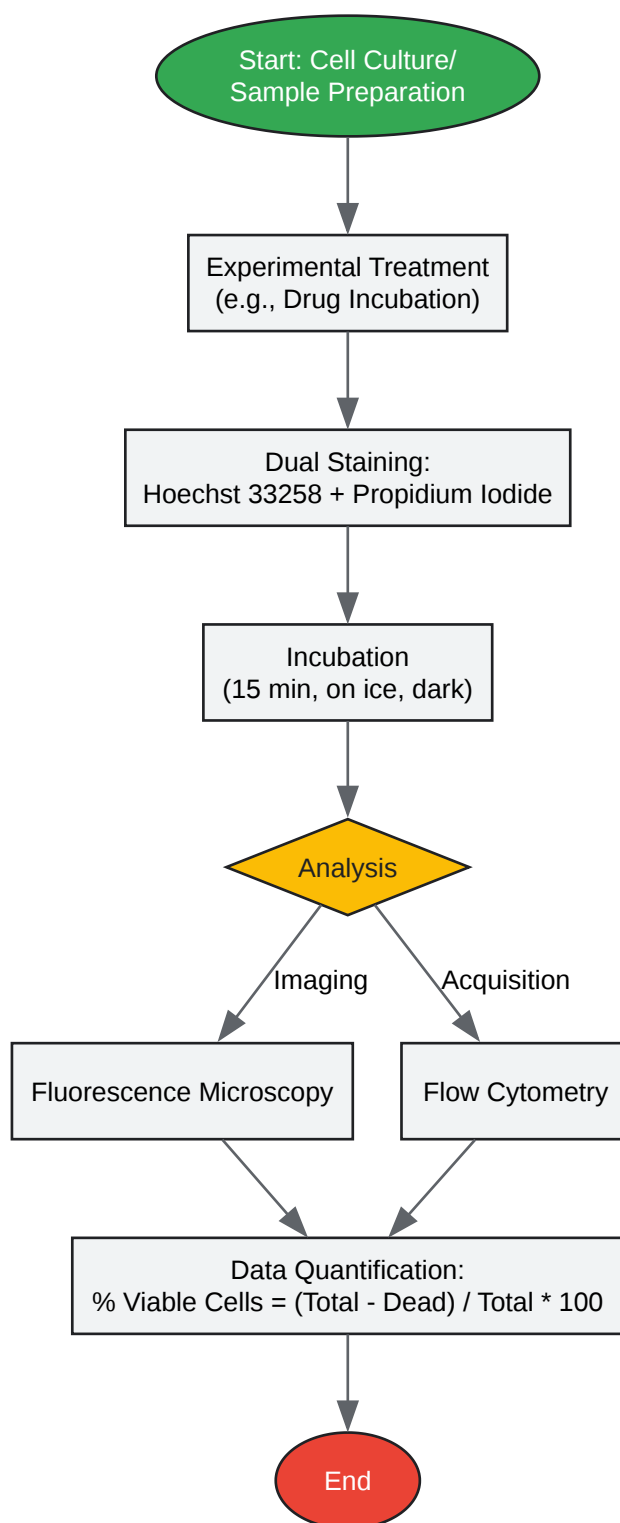 Start: Cell Culture/
Sample Preparation
Experimental Treatment
(e.g., Drug Incubation)
Dual Staining:
Hoechst 33258 + Propidium Iodide
Incubation
(15 min, on ice, dark)
Analysis
Imaging
Acquisition
Fluorescence Microscopy
Flow Cytometry
Data Quantification:
% Viable Cells = (Total - Dead) / Total * 100
End